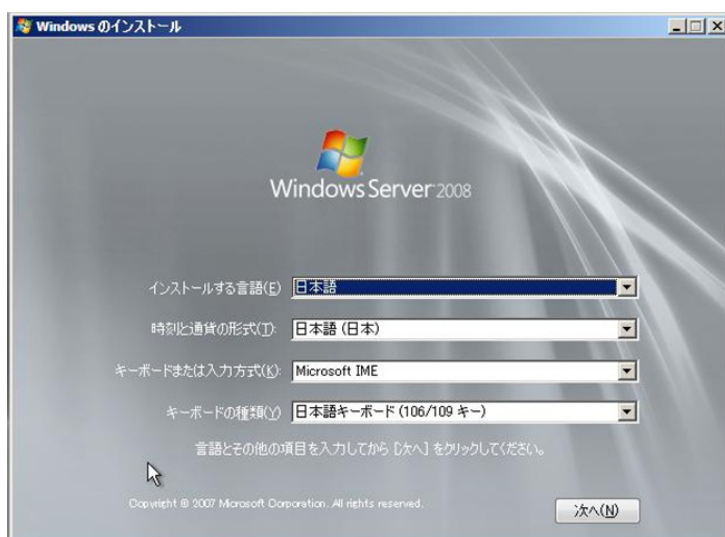 Windows のインストール
Windows Server 2008
インストールする言語(E) 日本語
時刻と通貨の形式(T): 日本語 (日本)
キーボードまたは入力方式(K): Microsoft IME
キーボードの種類(Y) 日本語キーボード (106/109 キー)
言語とその他の項目を入力してから [次へ] をクリックしてください。
Copyright © 2007 Microsoft Corporation. All rights reserved.
次へ(N)